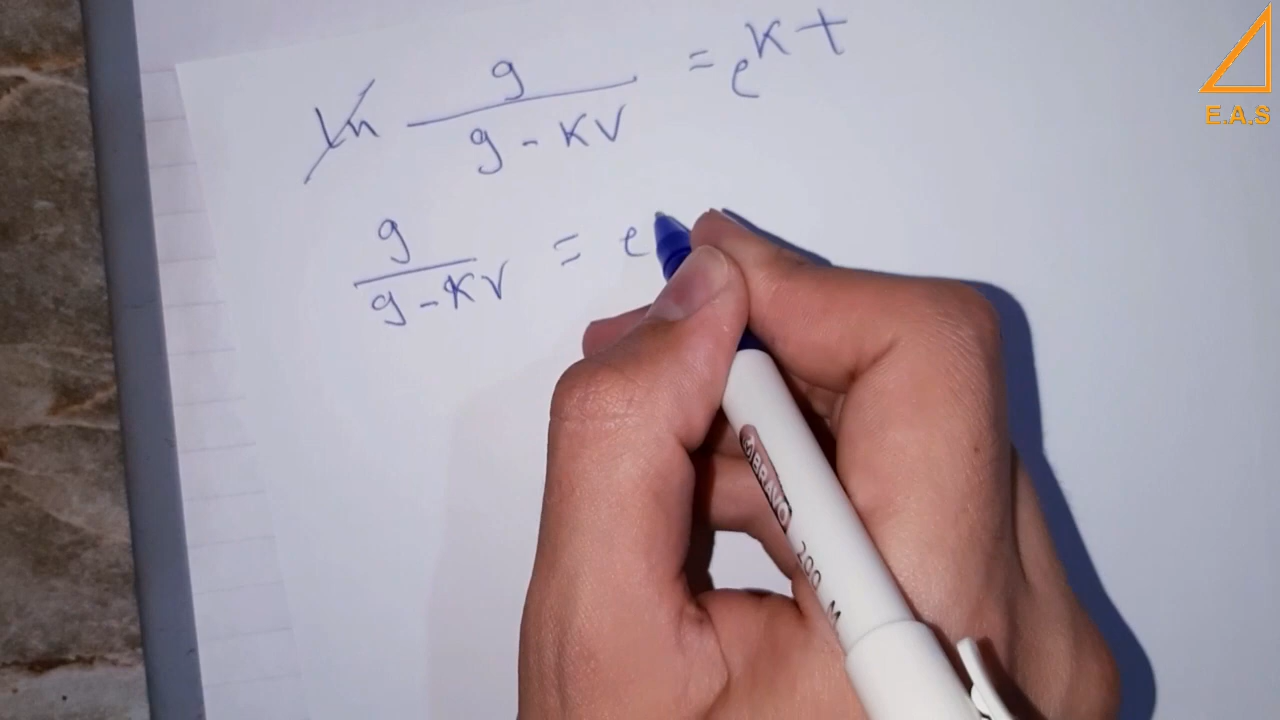 ln g/(g - KV) = e^Kt
g/(g - KV) = e
BRAVO 200 M
E.A.S